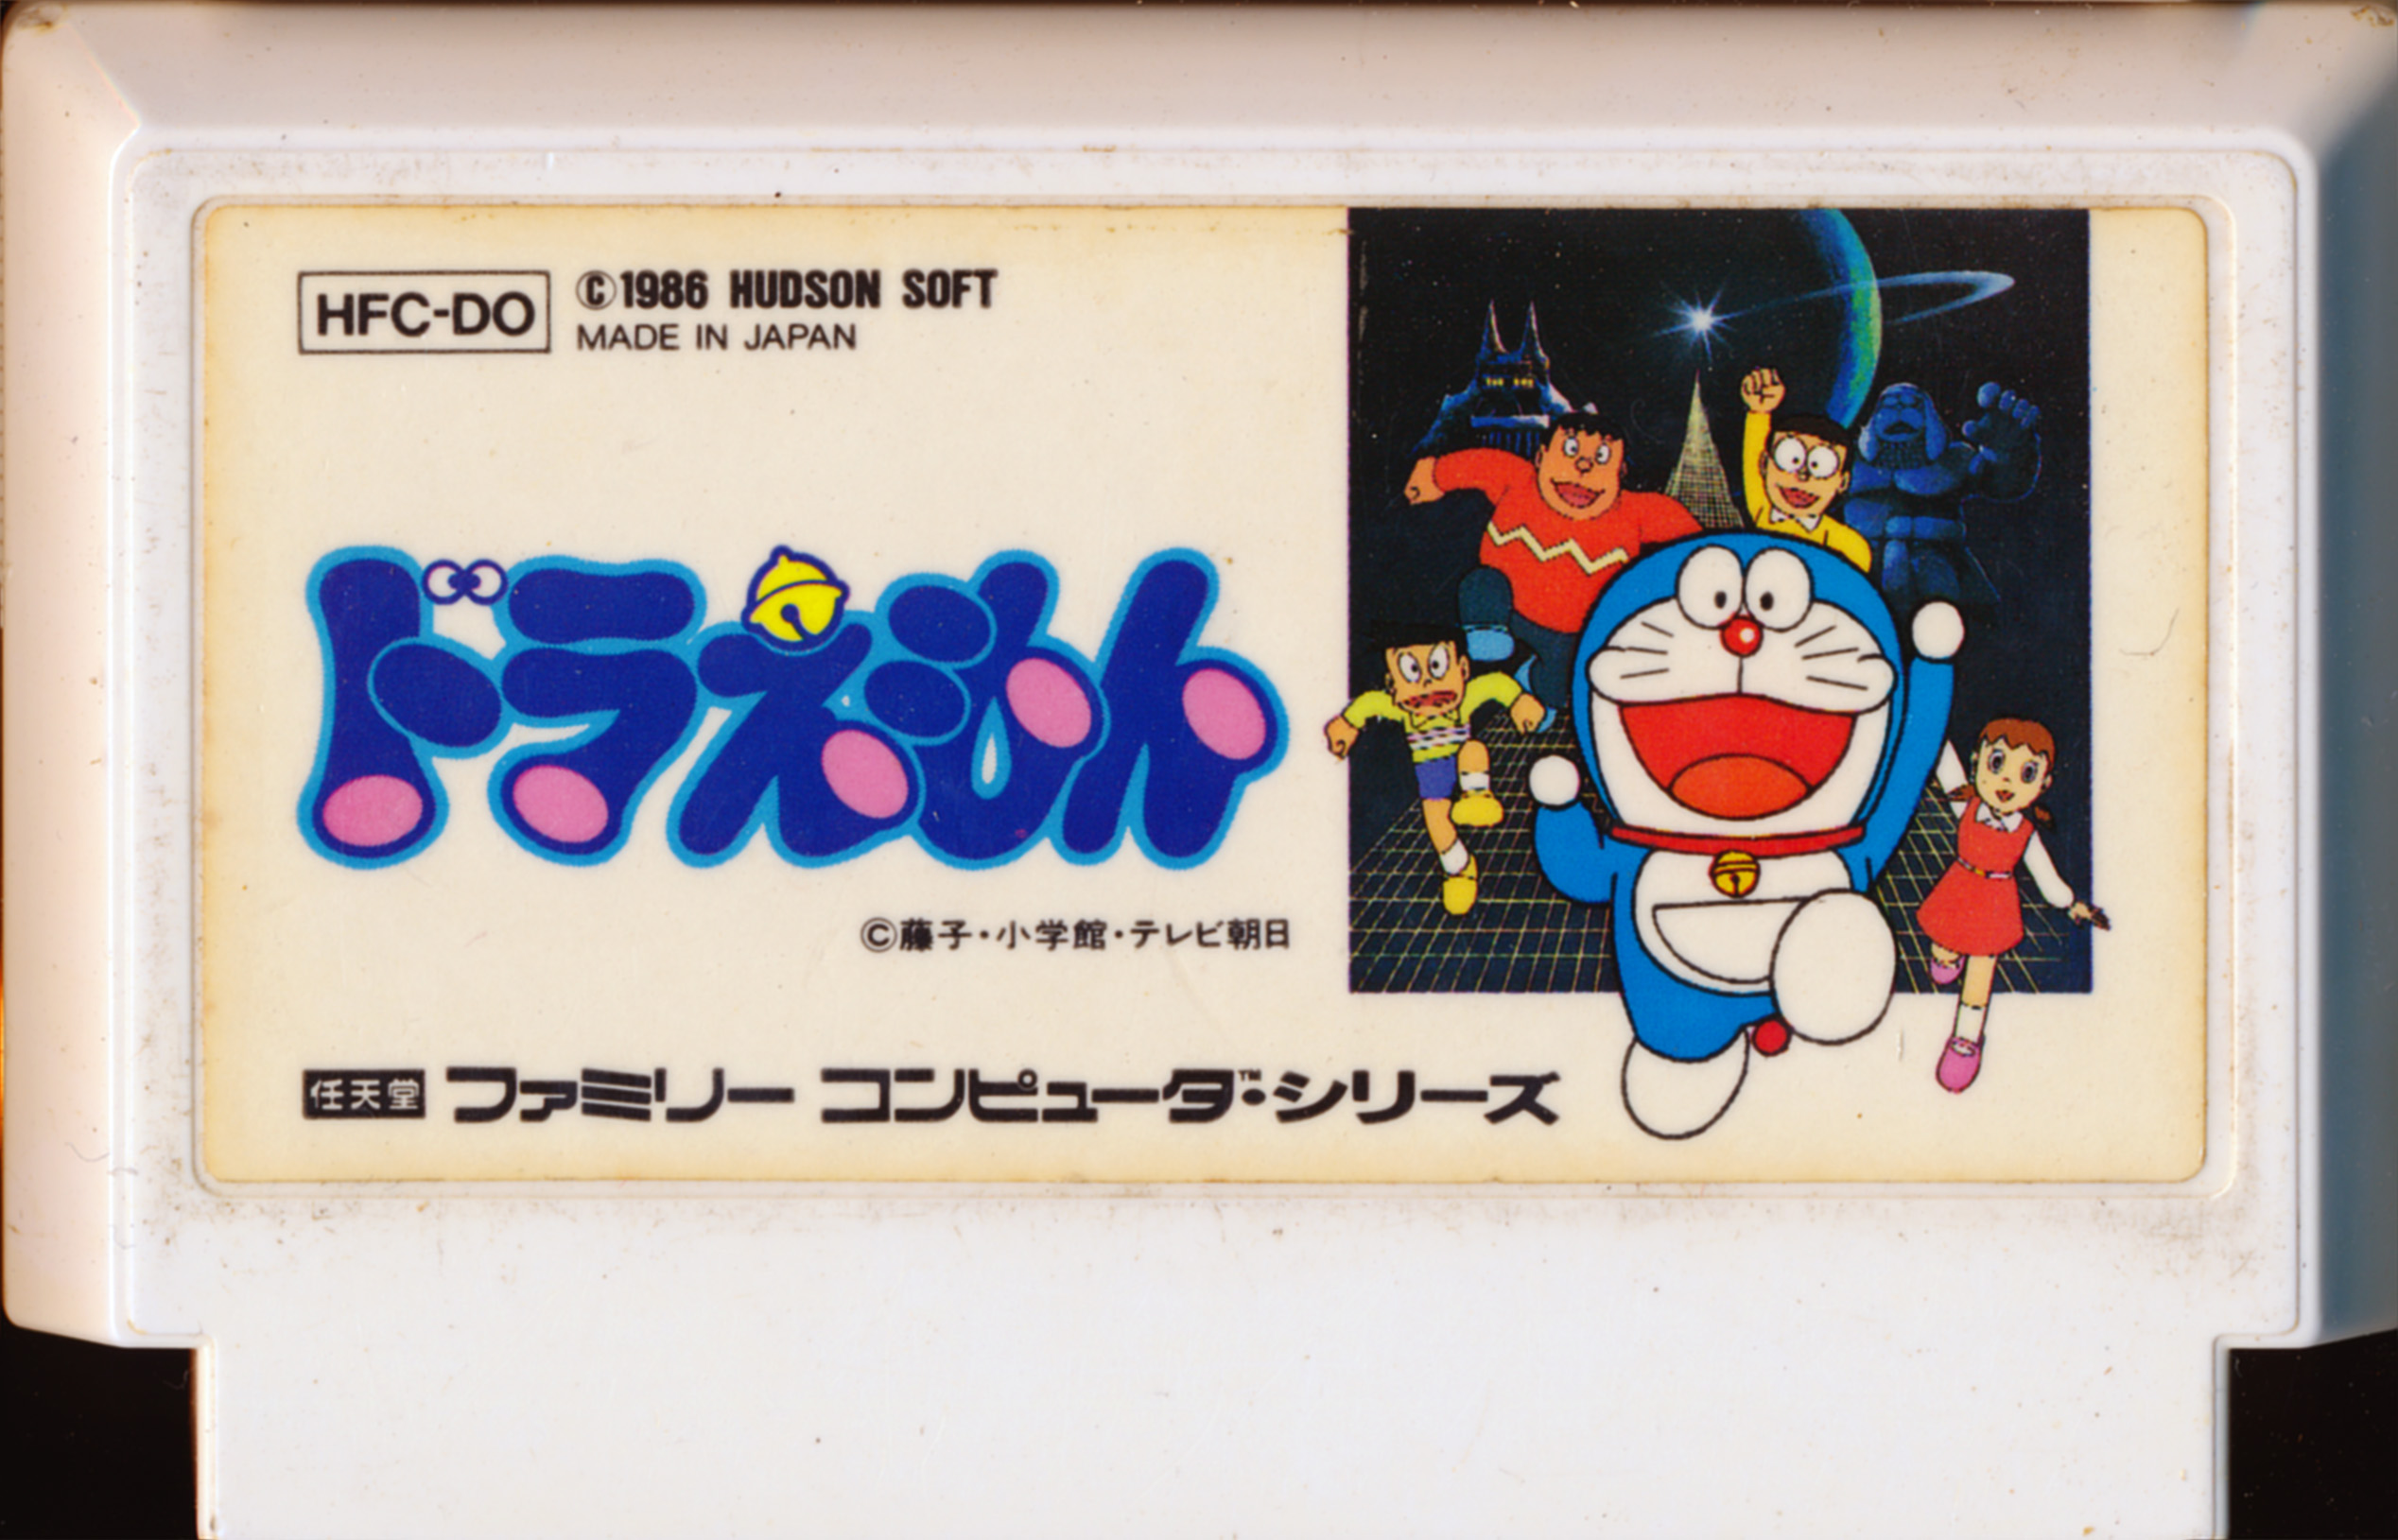 HFC-DO
©1986 HUDSON SOFT
MADE IN JAPAN
ドラえもん
©藤子・小学館・テレビ朝日
任天堂 ファミリー コンピュータ™・シリーズ